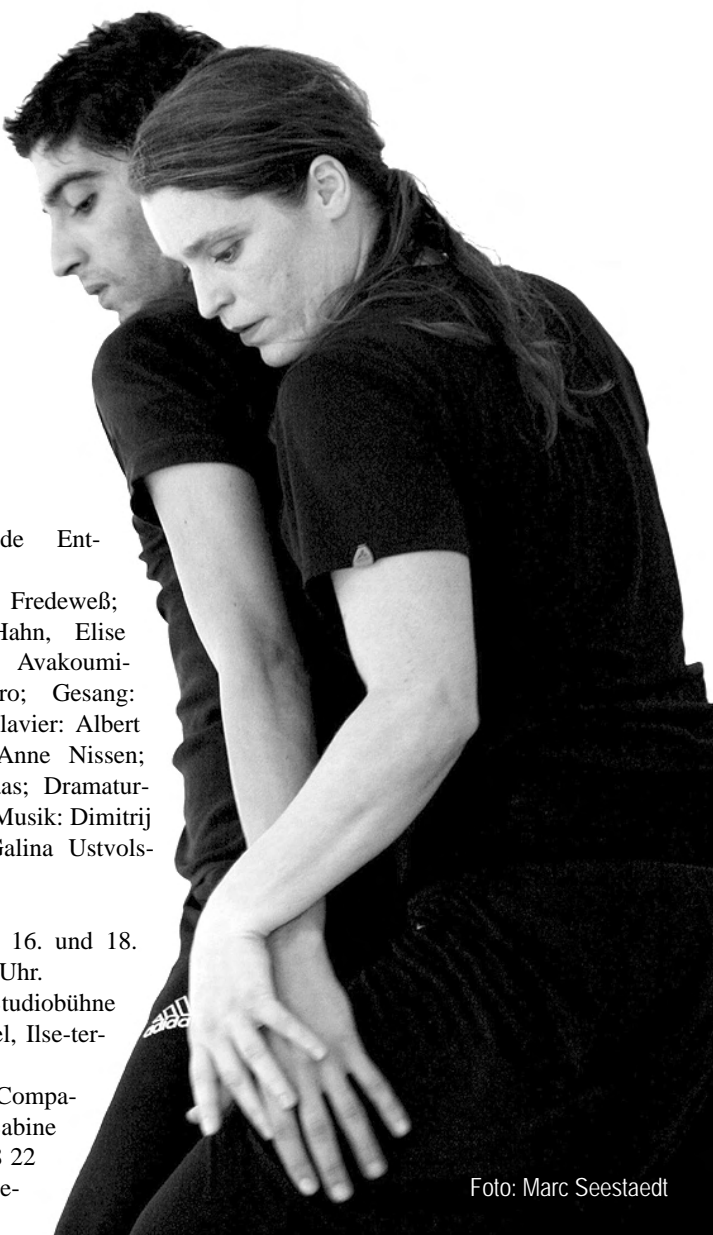 de Ent-
Fredeweß;
Hahn, Elise
Avakoumi-
ro; Gesang:
lavier: Albert
Anne Nissen;
as; Dramatur-
Musik: Dimitrij
Galina Ustvols-
16. und 18.
Uhr.
tudiobühne
el, Ilse-ter-
Compa-
abine
22
e-
adidas
Foto: Marc Seestaedt